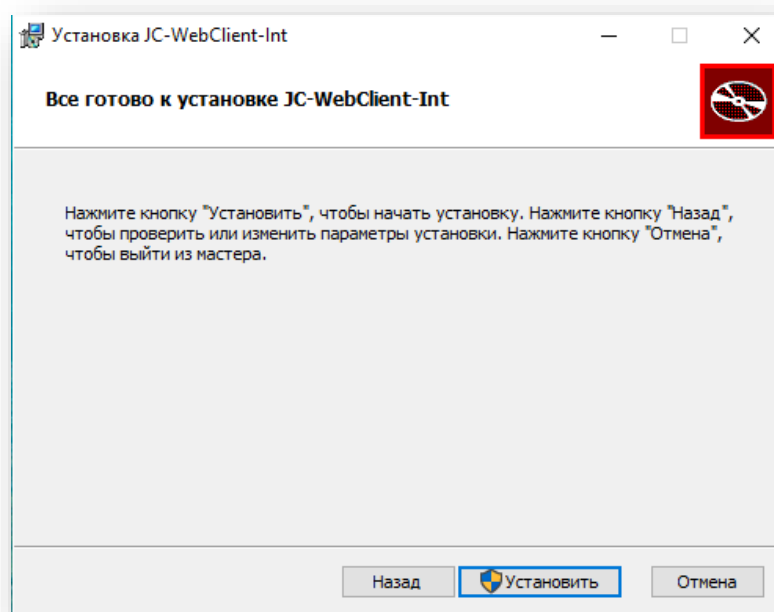 Установка JC-WebClient-Int
Все готово к установке JC-WebClient-Int
Нажмите кнопку "Установить", чтобы начать установку. Нажмите кнопку "Назад",
чтобы проверить или изменить параметры установки. Нажмите кнопку "Отмена",
чтобы выйти из мастера.
Назад
Установить
Отмена